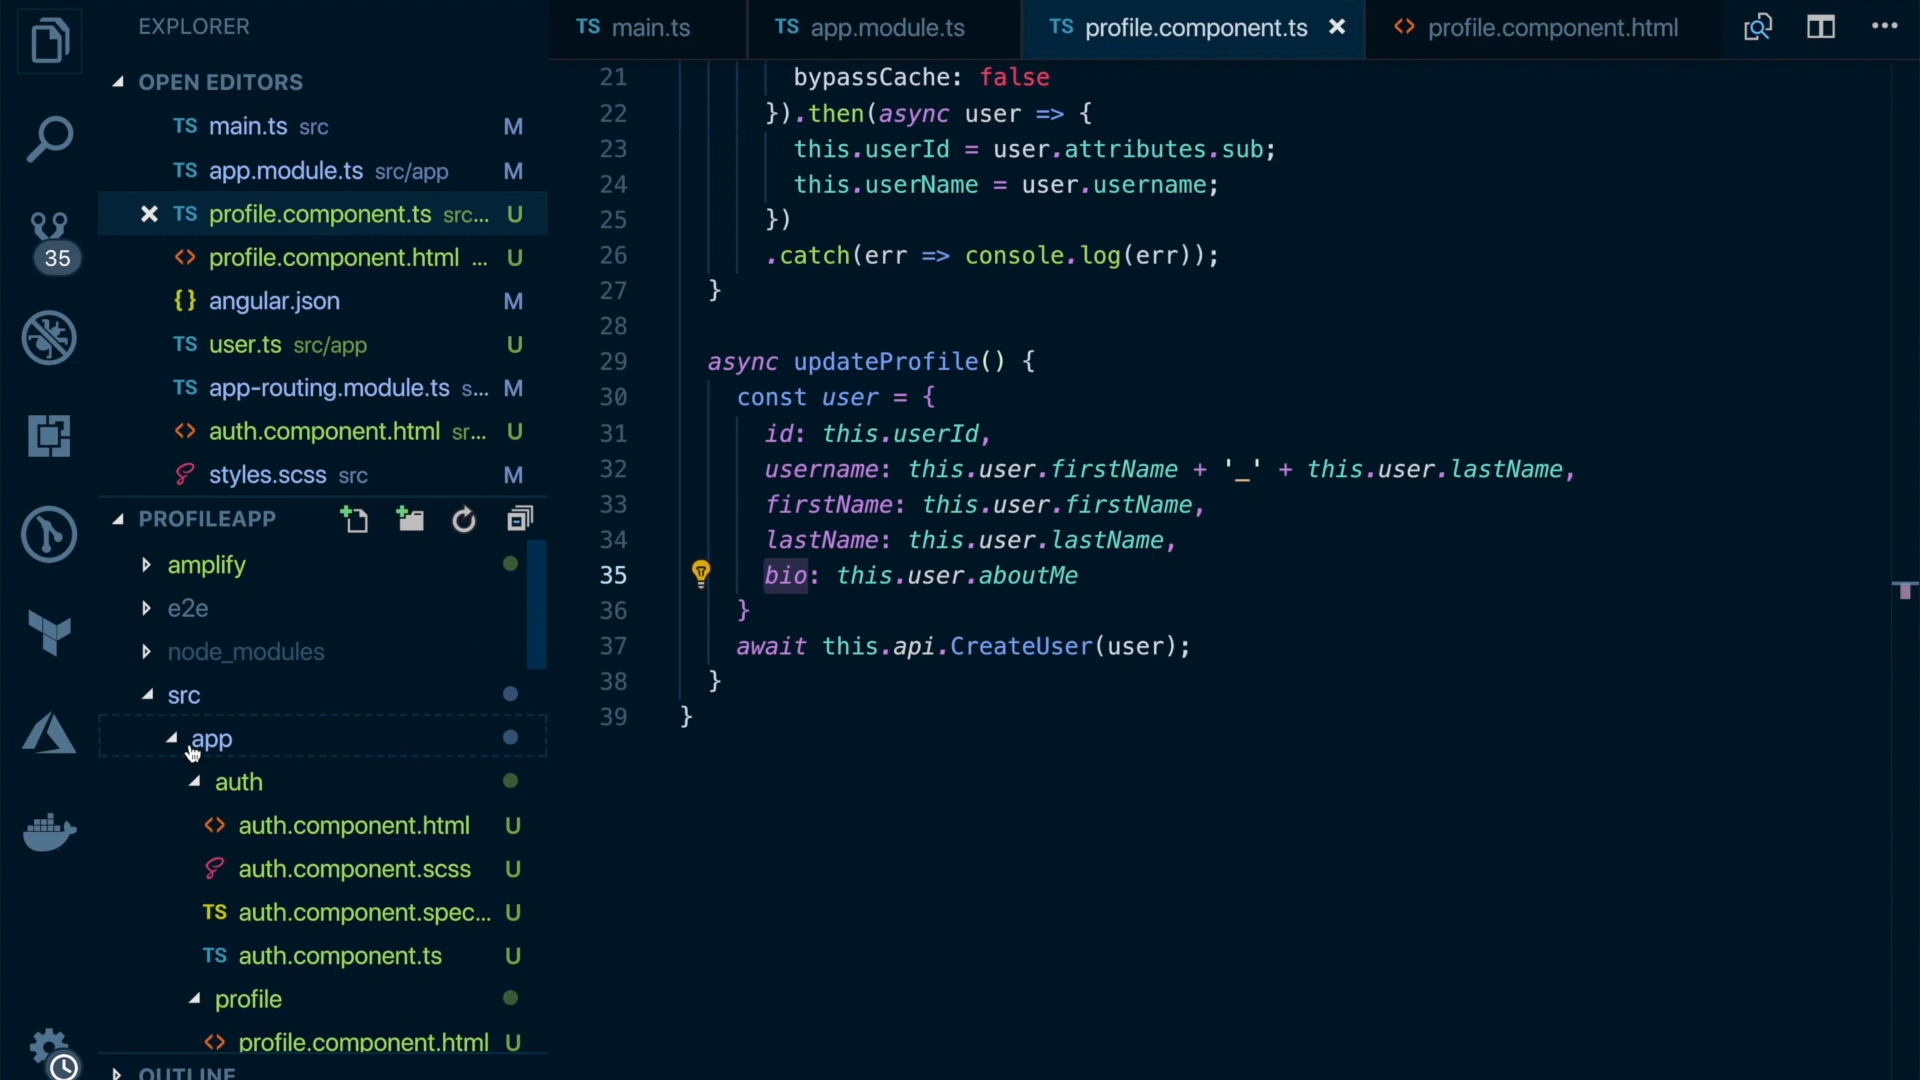 EXPLORER
OPEN EDITORS
TS main.ts src M
TS app.module.ts src/app M
TS profile.component.ts src... U
<> profile.component.html ... U
{} angular.json M
TS user.ts src/app U
TS app-routing.module.ts s... M
<> auth.component.html sr... U
styles.scss src M
35
PROFILEAPP
amplify
e2e
node_modules
src
app
auth
<> auth.component.html U
auth.component.scss U
TS auth.component.spec... U
TS auth.component.ts U
profile
<> profile.component.html U
OUTLINE
TS main.ts
TS app.module.ts
TS profile.component.ts
<> profile.component.html
21 bypassCache: false
22 }).then(async user => {
23 this.userId = user.attributes.sub;
24 this.userName = user.username;
25 })
26 .catch(err => console.log(err));
27 }
28
29 async updateProfile() {
30 const user = {
31 id: this.userId,
32 username: this.user.firstName + '_' + this.user.lastName,
33 firstName: this.user.firstName,
34 lastName: this.user.lastName,
35 bio: this.user.aboutMe
36 }
37 await this.api.CreateUser(user);
38 }
39 }